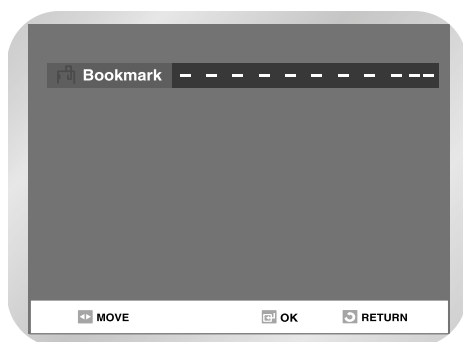 Bookmark – – – – – – – – – – –
MOVE OK RETURN